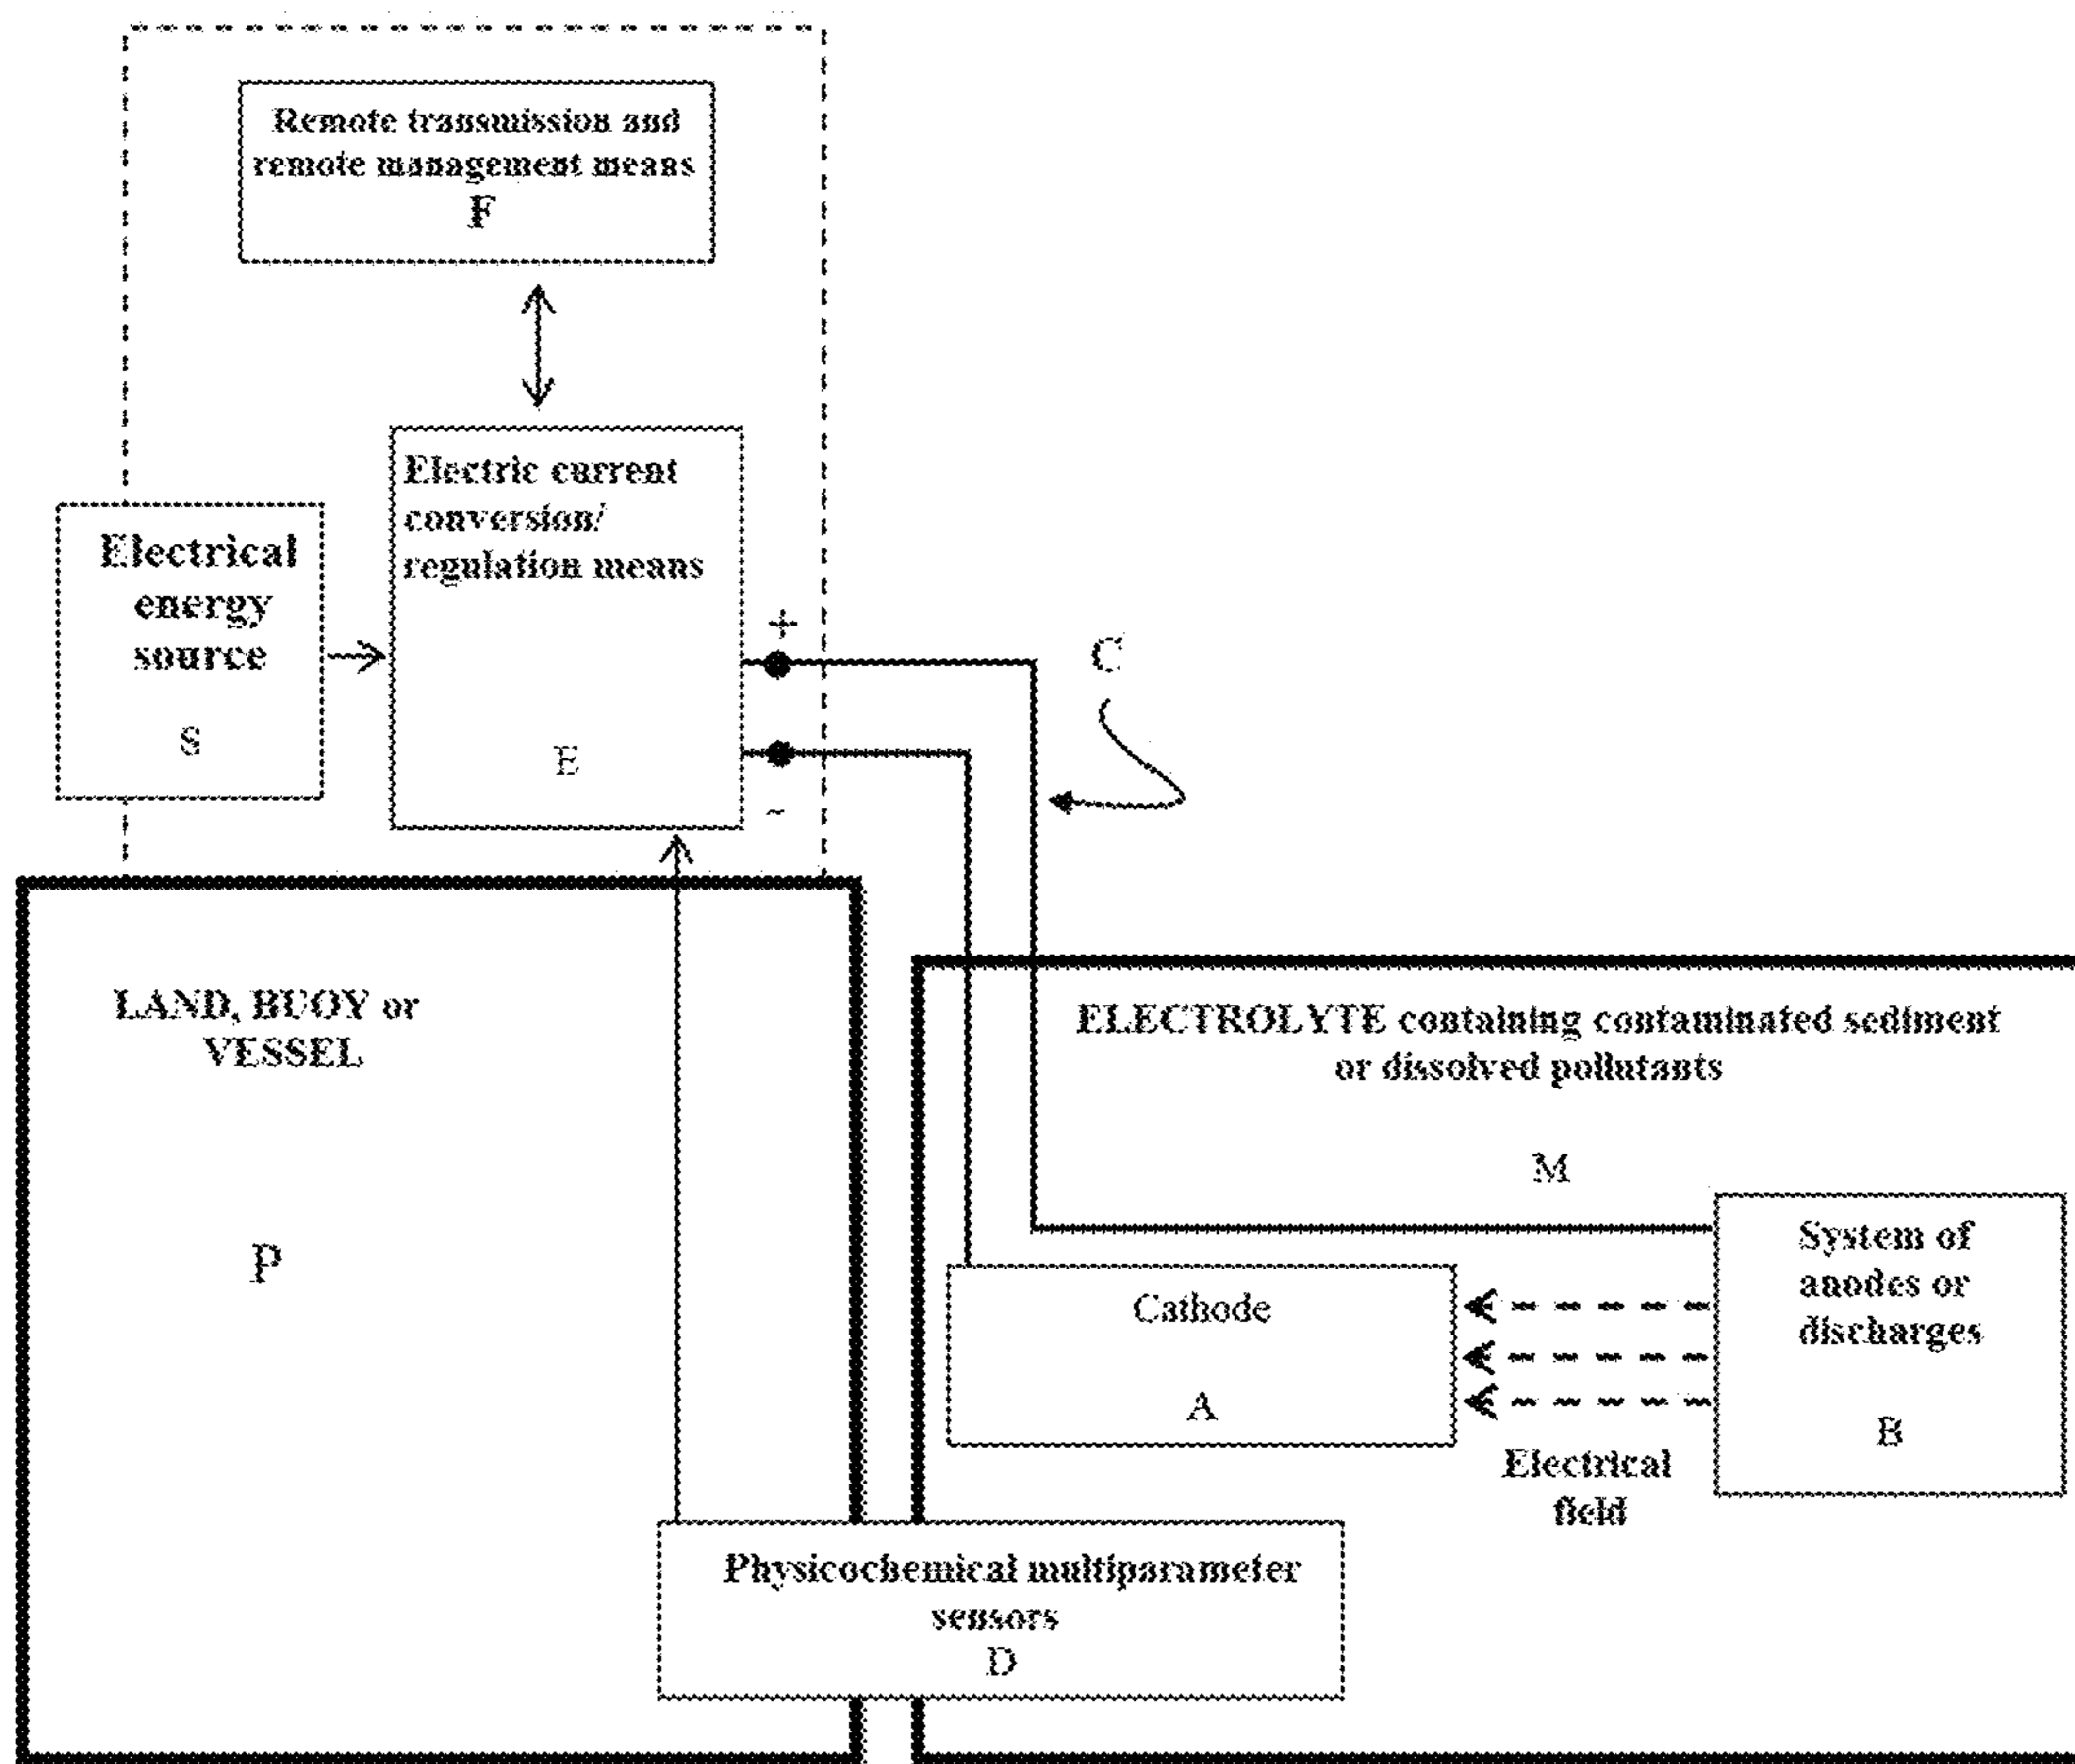 Remote transmission and
remote management means
F
Electric current
conversion/
regulation means
E
Electrical
energy
source
S
+
-
C
LAND, BUOY or
VESSEL
P
ELECTROLYTE containing contaminated sediment
or dissolved pollutants
M
System of
anodes or
discharges
B
Cathode
A
Electrical
field
Physicochemical multiparameter
sensors
D